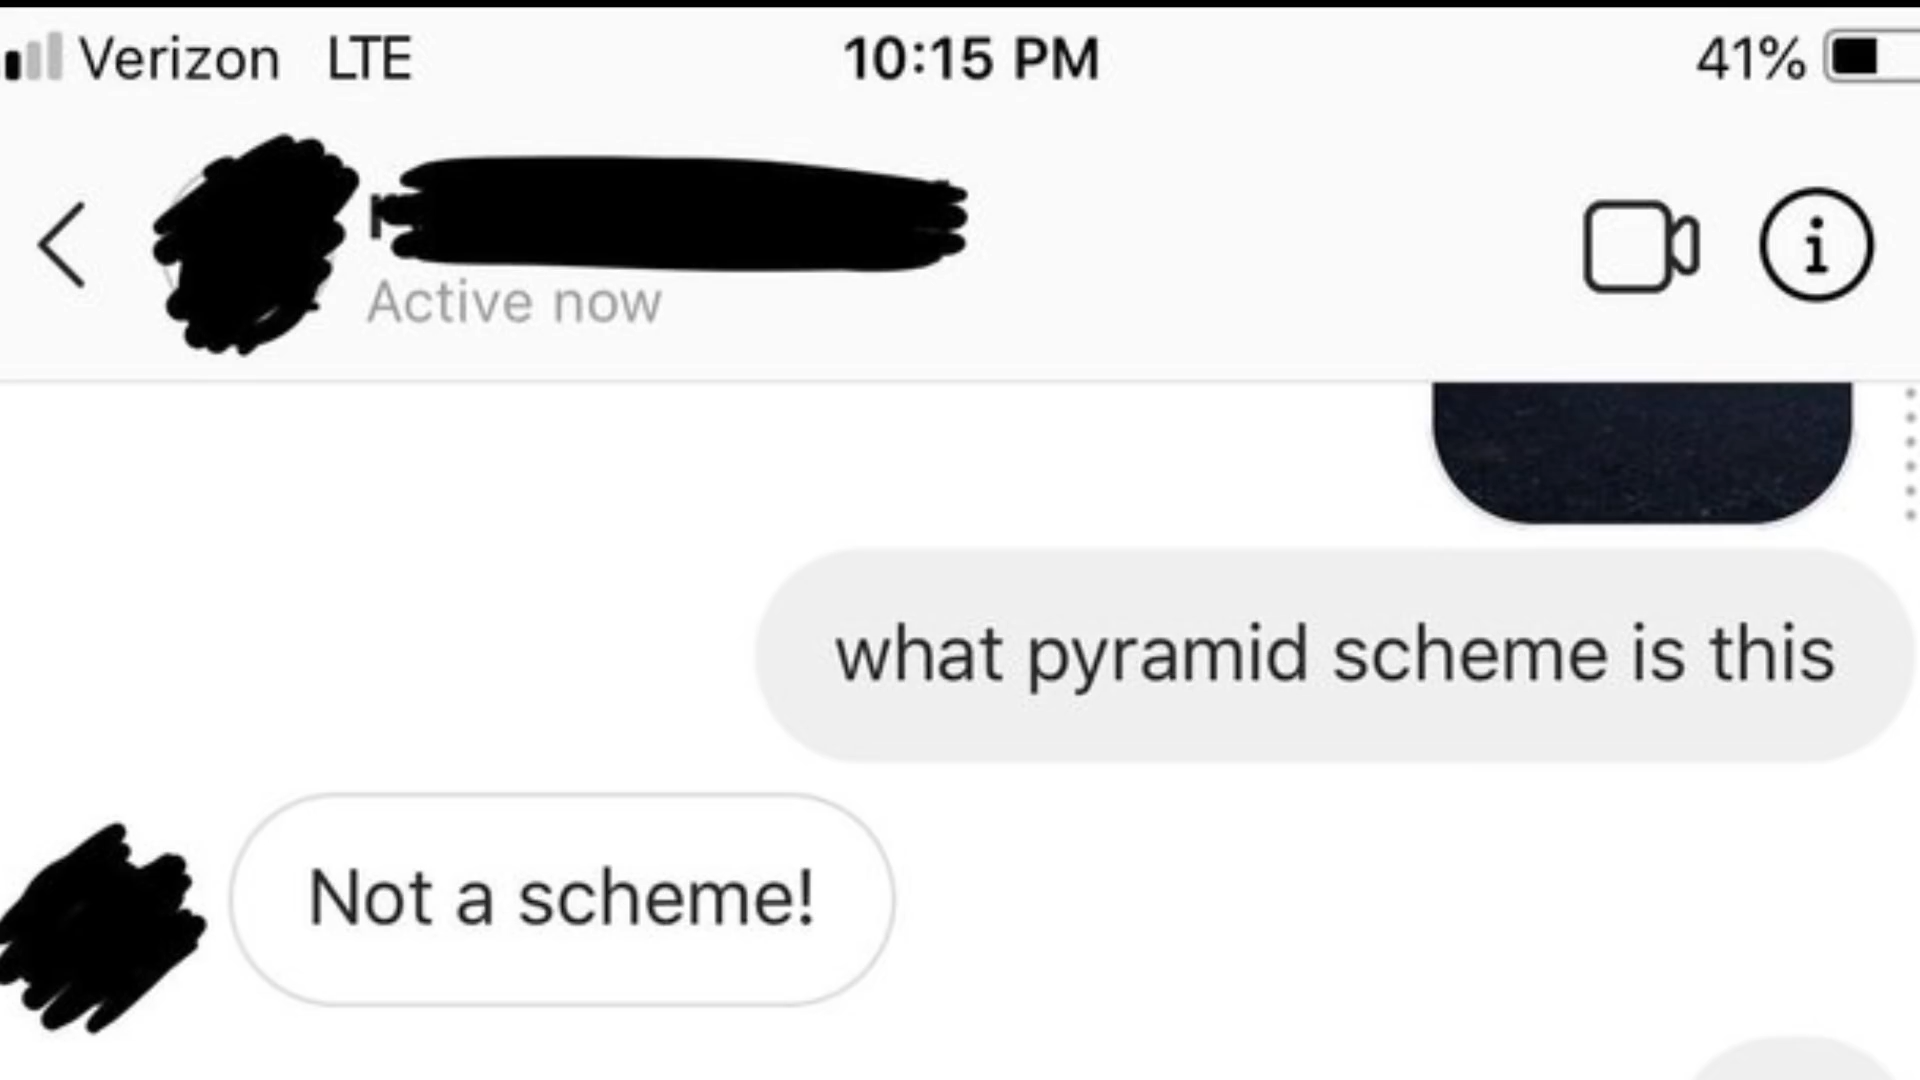 Verizon LTE 10:15 PM 41%
Active now
what pyramid scheme is this
Not a scheme!